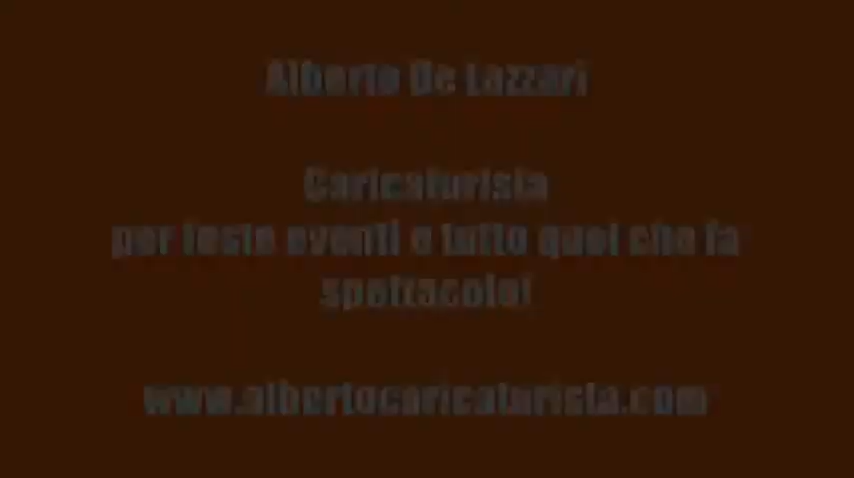 Alberto De Lazzari
Caricaturista
per feste eventi e tutto quel che fa
spettacolo!
www.albertocaricaturista.com